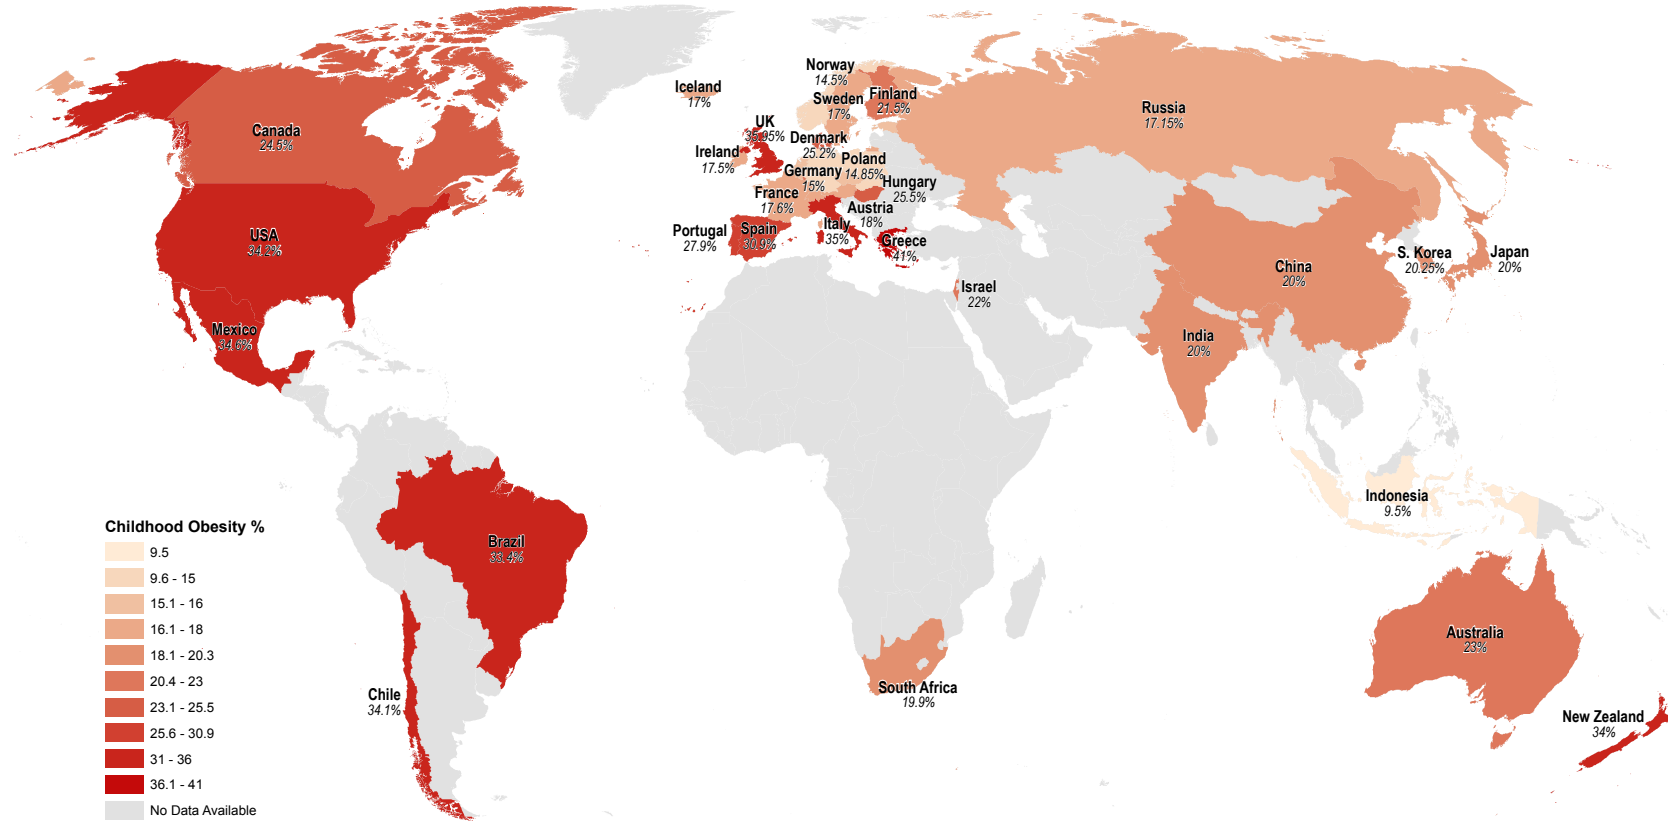 Norway
14.5%
Iceland
17%
Sweden
17%
Finland
21.5%
Russia
17.15%
Canada
24.5%
UK
35.95%
Denmark
25.2%
Ireland
17.5%
Poland
14.85%
Germany
15%
Hungary
25.5%
France
17.6%
Austria
18%
Portugal
27.9%
Spain
30.9%
Italy
35%
Greece
41%
USA
34.2%
S. Korea
20.25%
Japan
20%
China
20%
Israel
22%
Mexico
34.6%
India
20%
Indonesia
9.5%
Brazil
33.4%
Australia
23%
South Africa
19.9%
Chile
34.1%
New Zealand
34%
Childhood Obesity %
9.5
9.6 - 15
15.1 - 16
16.1 - 18
18.1 - 20.3
20.4 - 23
23.1 - 25.5
25.6 - 30.9
31 - 36
36.1 - 41
No Data Available